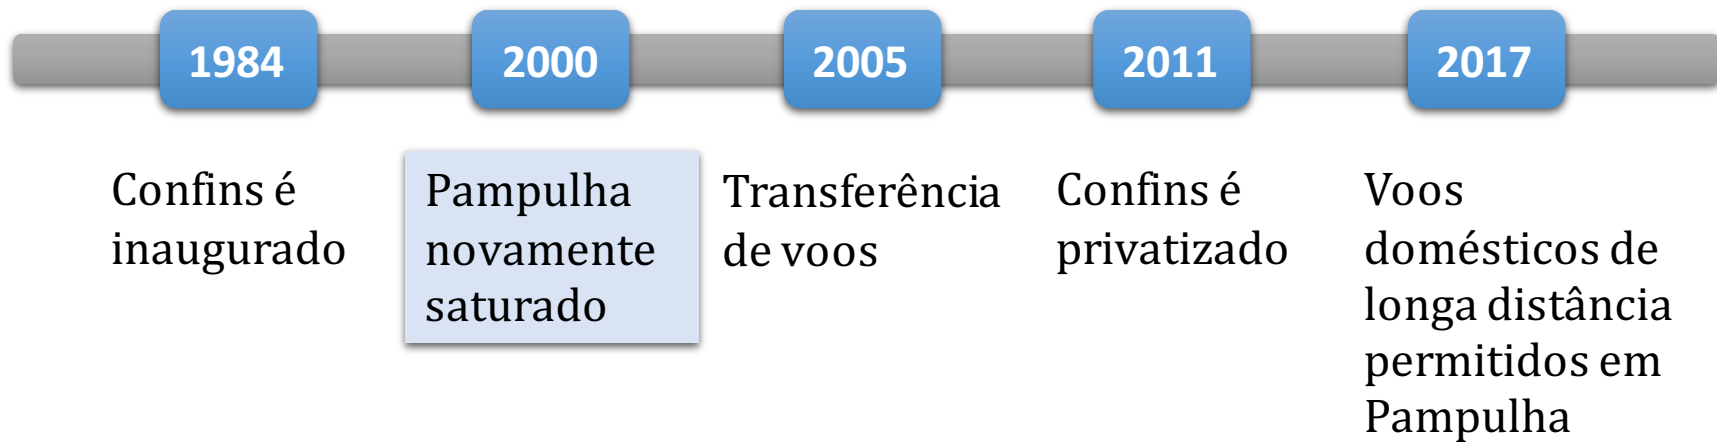 1984
2000
2005
2011
2017
Confins é
inaugurado
Pampulha
novamente
saturado
Transferência
de voos
Confins é
privatizado
Voos
domésticos de
longa distância
permitidos em
Pampulha